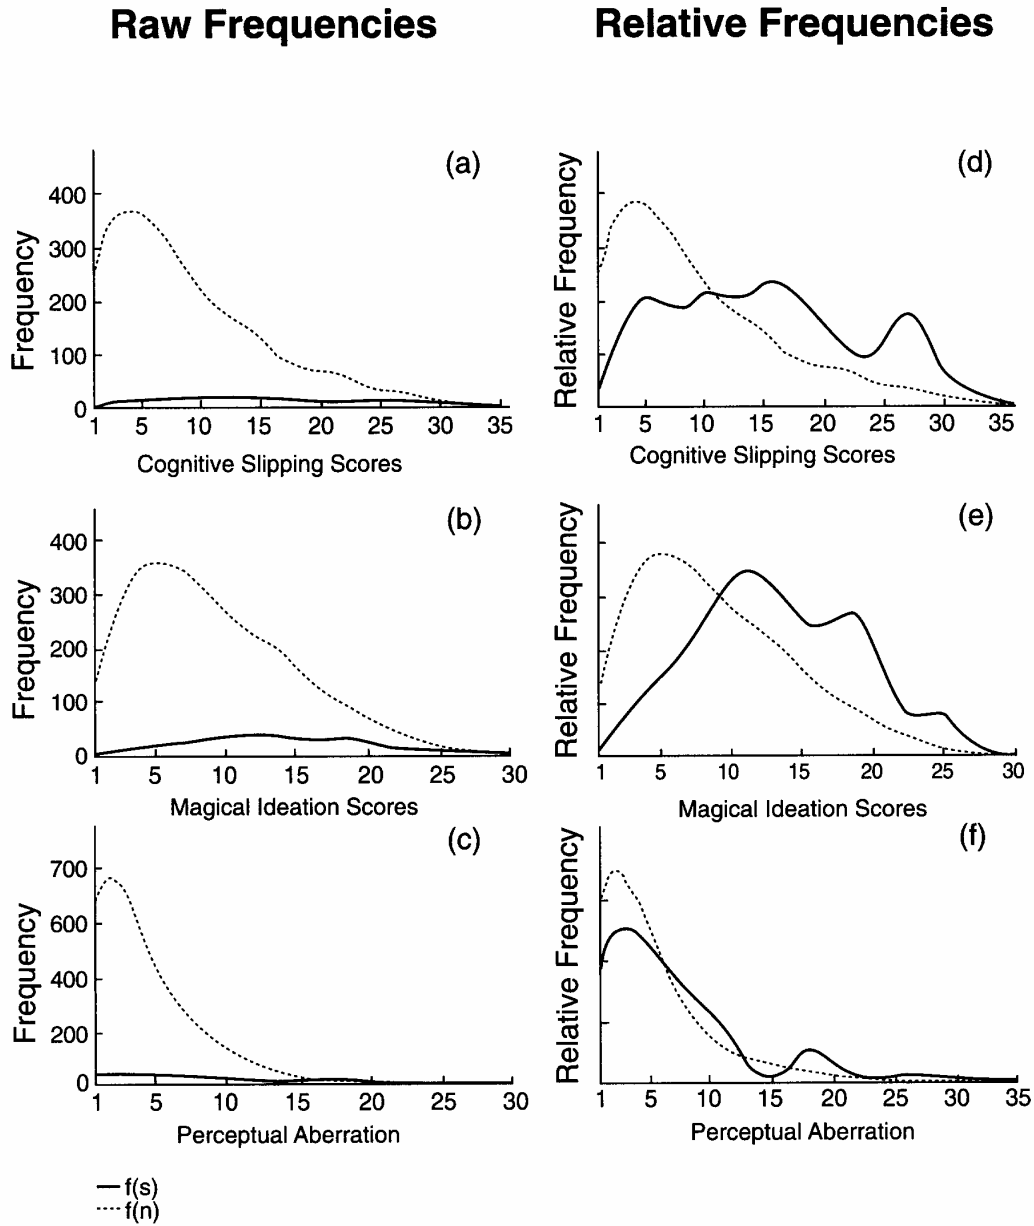 Raw Frequencies
Relative Frequencies
(a)
Frequency
400
300
200
100
0
1 5 10 15 20 25 30 35
Cognitive Slipping Scores
(d)
Relative Frequency
1 5 10 15 20 25 30 35
Cognitive Slipping Scores
(b)
Frequency
400
300
200
100
0
1 5 10 15 20 25 30
Magical Ideation Scores
(e)
Relative Frequency
1 5 10 15 20 25 30
Magical Ideation Scores
(c)
Frequency
700
600
400
200
0
1 5 10 15 20 25 30
Perceptual Aberration
(f)
Relative Frequency
1 5 10 15 20 25 30 35
Perceptual Aberration
f(s)
f(n)